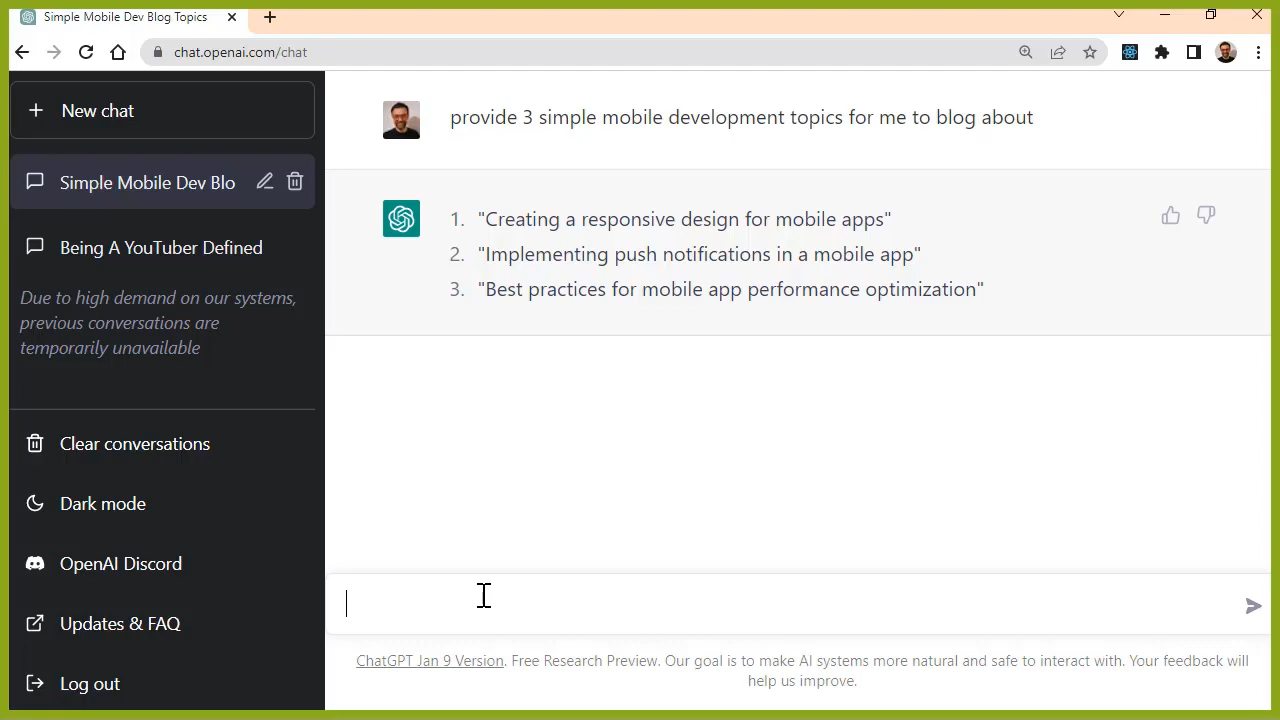 Simple Mobile Dev Blog Topics
chat.openai.com/chat
New chat
Simple Mobile Dev Blo
Being A YouTuber Defined
Due to high demand on our systems,
previous conversations are
temporarily unavailable
Clear conversations
Dark mode
OpenAI Discord
Updates & FAQ
Log out
provide 3 simple mobile development topics for me to blog about
1. "Creating a responsive design for mobile apps"
2. "Implementing push notifications in a mobile app"
3. "Best practices for mobile app performance optimization"
ChatGPT Jan 9 Version. Free Research Preview. Our goal is to make AI systems more natural and safe to interact with. Your feedback will
help us improve.